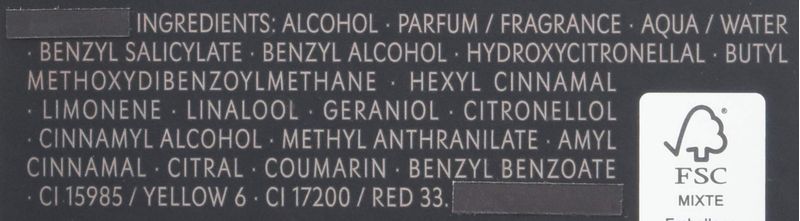 INGREDIENTS: ALCOHOL · PARFUM / FRAGRANCE · AQUA / WATER
· BENZYL SALICYLATE · BENZYL ALCOHOL · HYDROXYCITRONELLAL · BUTYL
METHOXYDIBENZOYLMETHANE · HEXYL CINNAMAL
· LIMONENE · LINALOOL · GERANIOL · CITRONELLOL
· CINNAMYL ALCOHOL · METHYL ANTHRANILATE · AMYL
CINNAMAL · CITRAL · COUMARIN · BENZYL BENZOATE
· CI 15985 / YELLOW 6 · CI 17200 / RED 33.
FSC
MIXTE